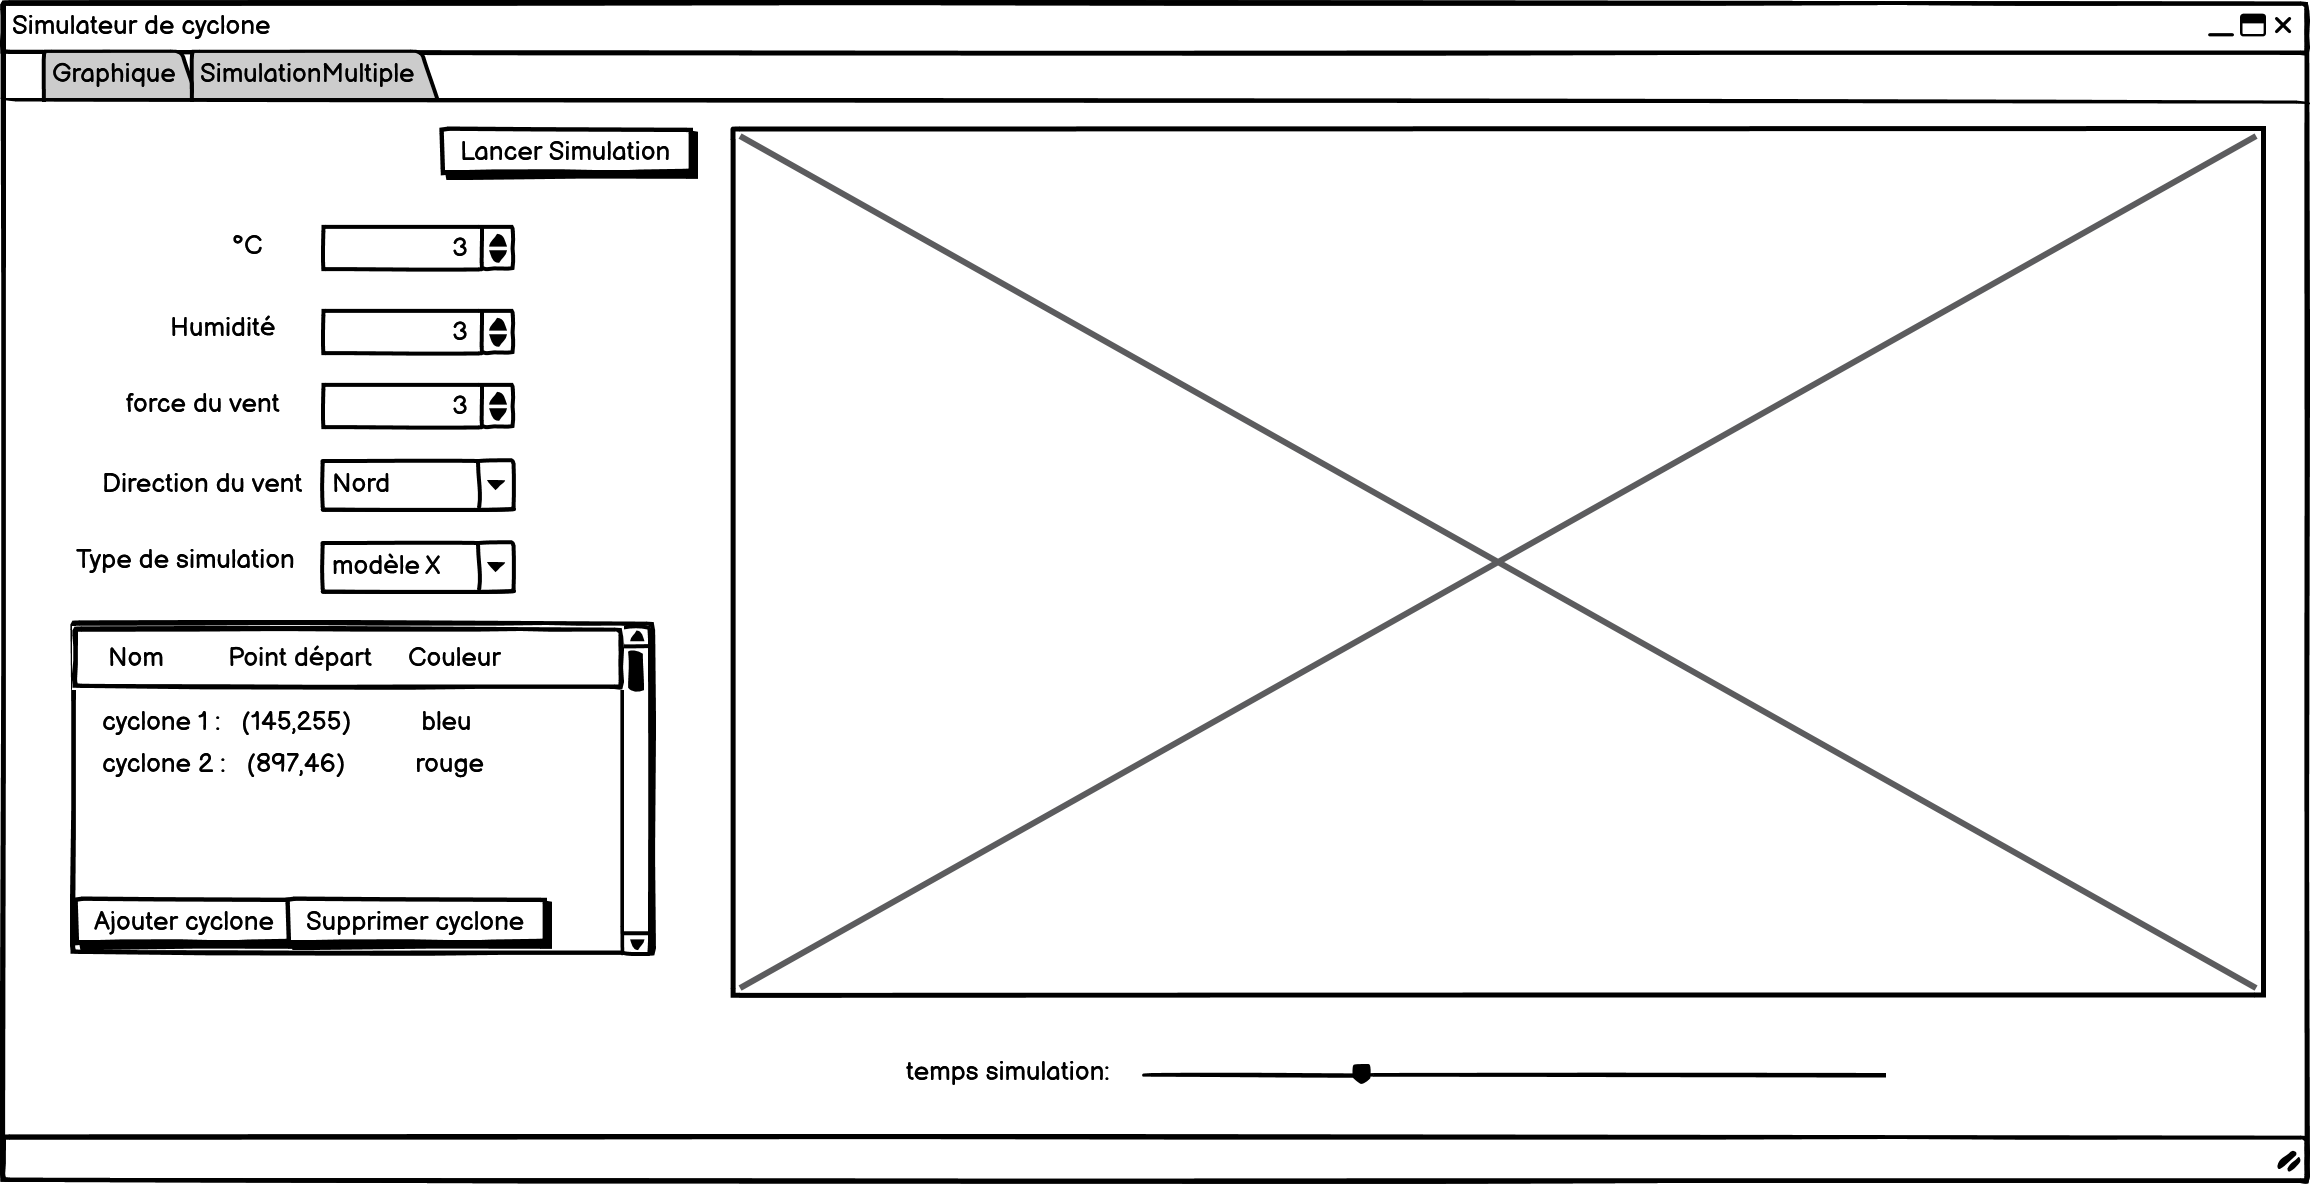 Simulateur de cyclone
Graphique SimulationMultiple
Lancer Simulation
°C 3
Humidité 3
force du vent 3
Direction du vent Nord
Type de simulation modèle X
Nom Point départ Couleur
cyclone 1 : (145,255) bleu
cyclone 2 : (897,46) rouge
Ajouter cyclone Supprimer cyclone
temps simulation: